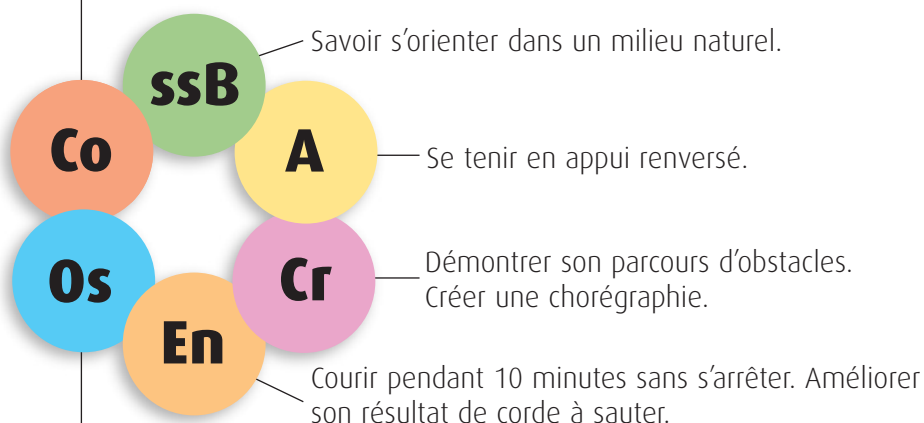 ssB
Savoir s’orienter dans un milieu naturel.
Co
A
Se tenir en appui renversé.
Os
Cr
Démontrer son parcours d’obstacles.
Créer une chorégraphie.
En
Courir pendant 10 minutes sans s’arrêter. Améliorer
son résultat de corde à sauter.